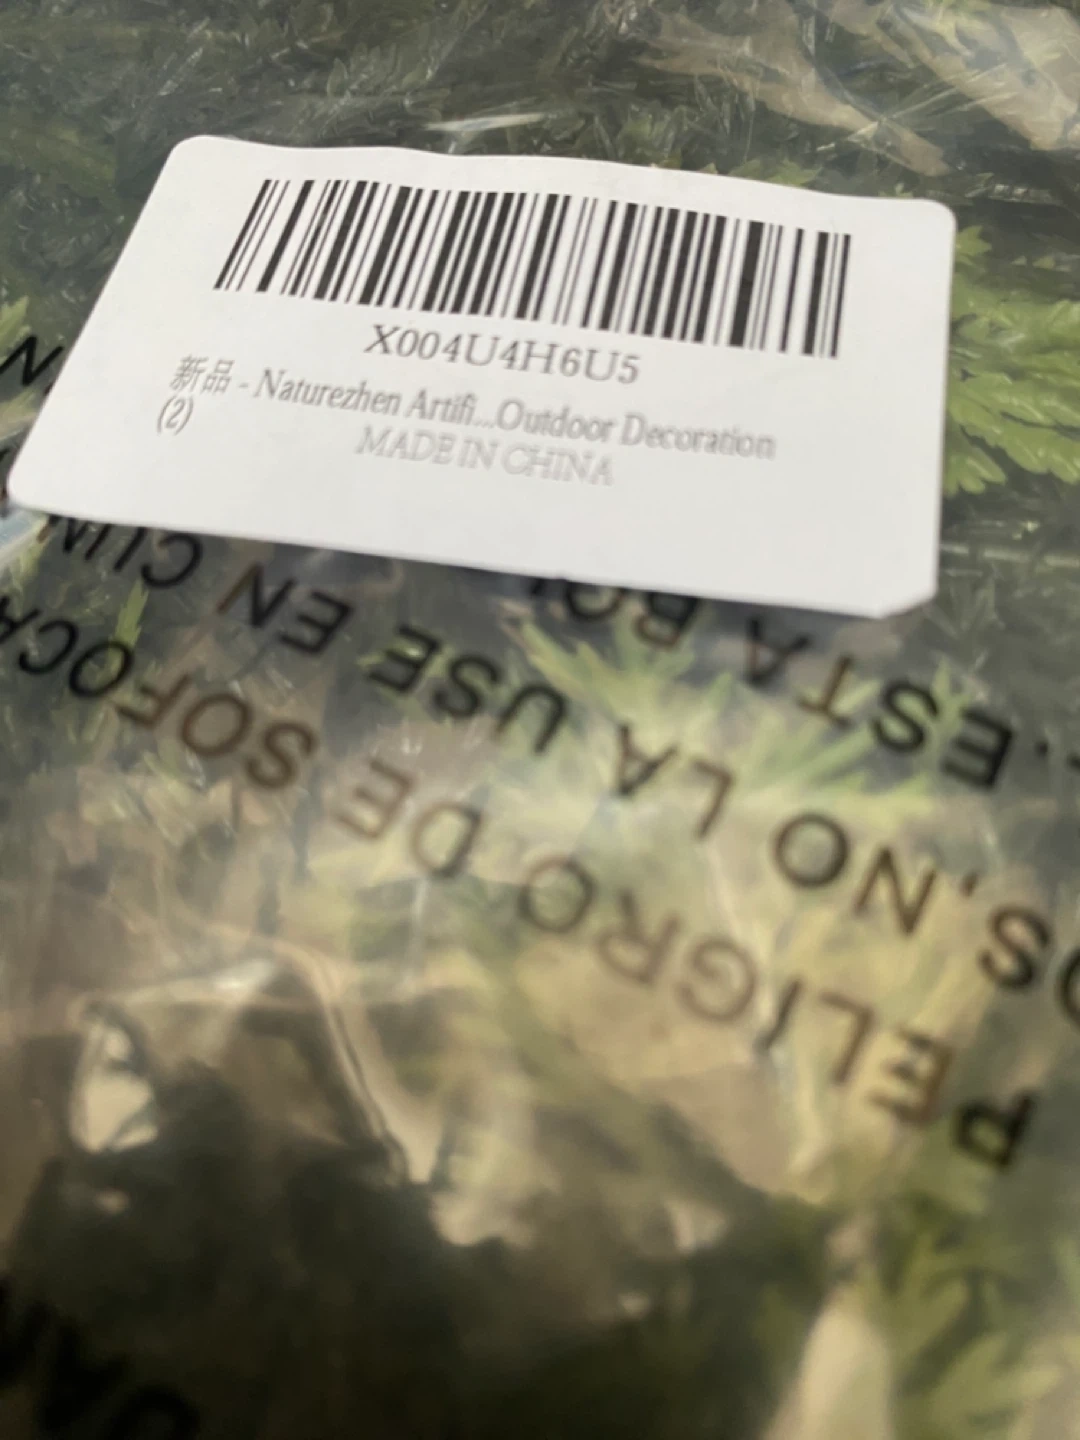 X004U4H6U5
新品 - Naturezhen Artifi...Outdoor Decoration
(2)
MADE IN CHINA
PELIGRO DE
S, NO LA USE EN
ESTA